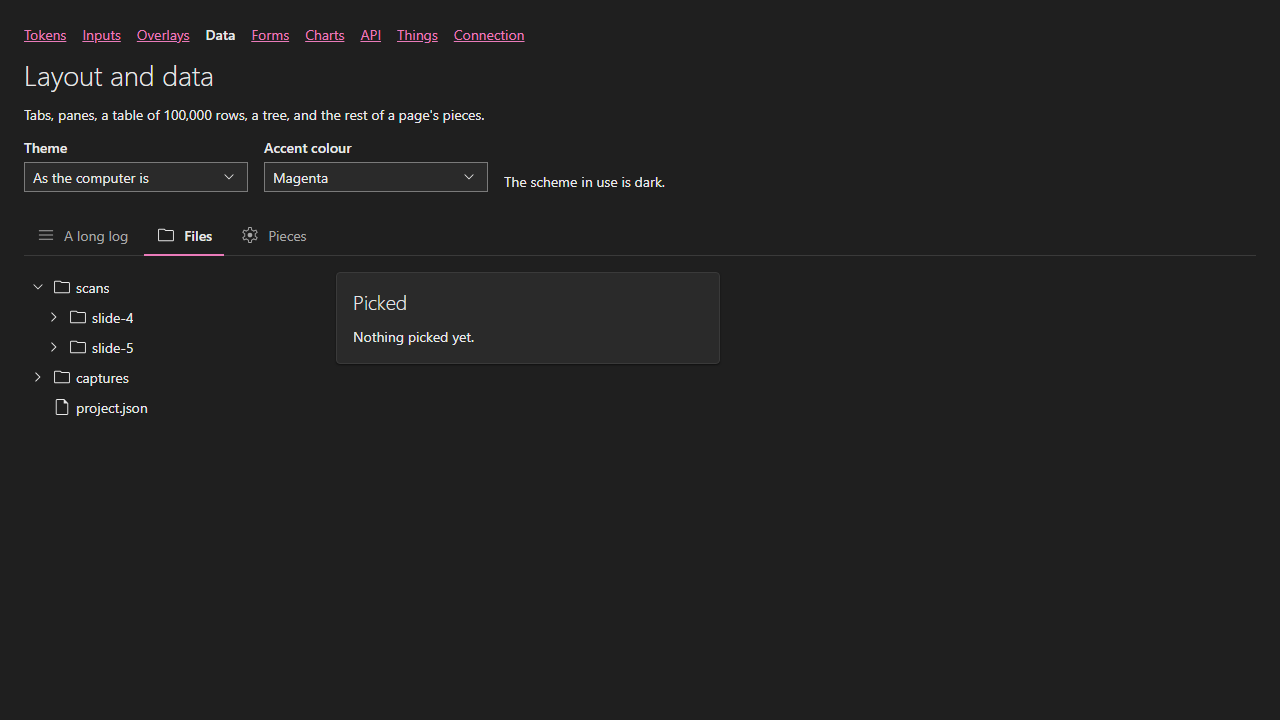 Tokens Inputs Overlays Data Forms Charts API Things Connection
Layout and data
Tabs, panes, a table of 100,000 rows, a tree, and the rest of a page's pieces.
Theme Accent colour
As the computer is Magenta The scheme in use is dark.
A long log Files Pieces
scans
slide-4
slide-5
captures
project.json
Picked
Nothing picked yet.